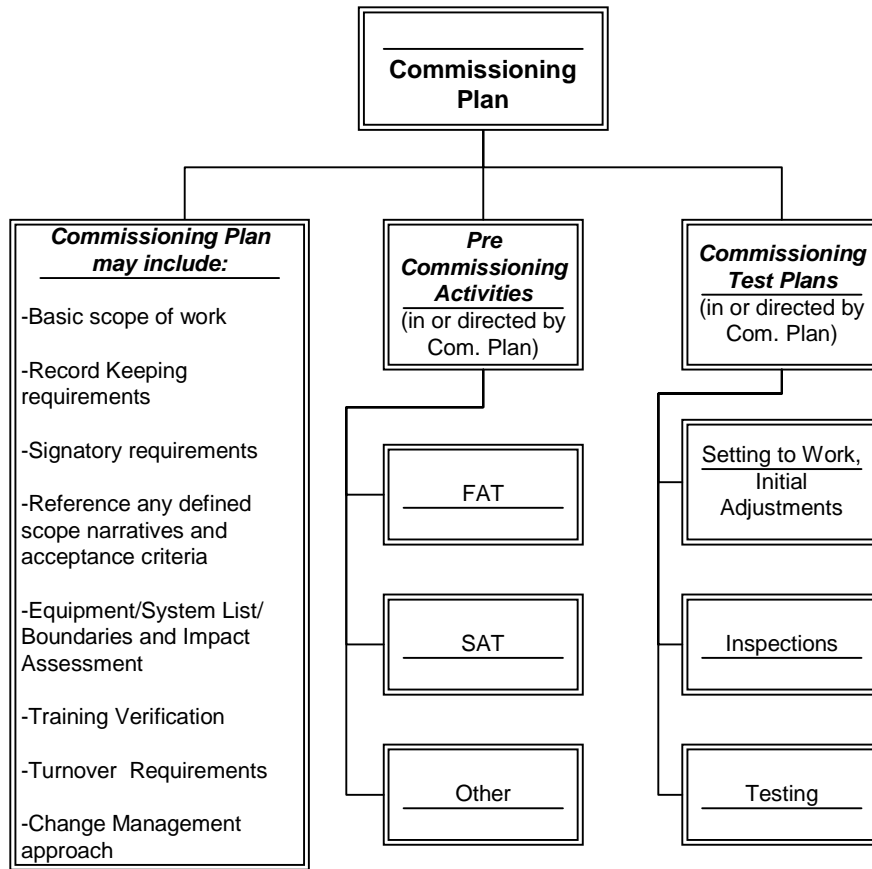 Commissioning
Plan
Commissioning Plan
may include:
-Basic scope of work
-Record Keeping
requirements
-Signatory requirements
-Reference any defined
scope narratives and
acceptance criteria
-Equipment/System List/
Boundaries and Impact
Assessment
-Training Verification
-Turnover Requirements
-Change Management
approach
Pre
Commissioning
Activities
(in or directed by
Com. Plan)
FAT
SAT
Other
Commissioning
Test Plans
(in or directed by
Com. Plan)
Setting to Work,
Initial
Adjustments
Inspections
Testing